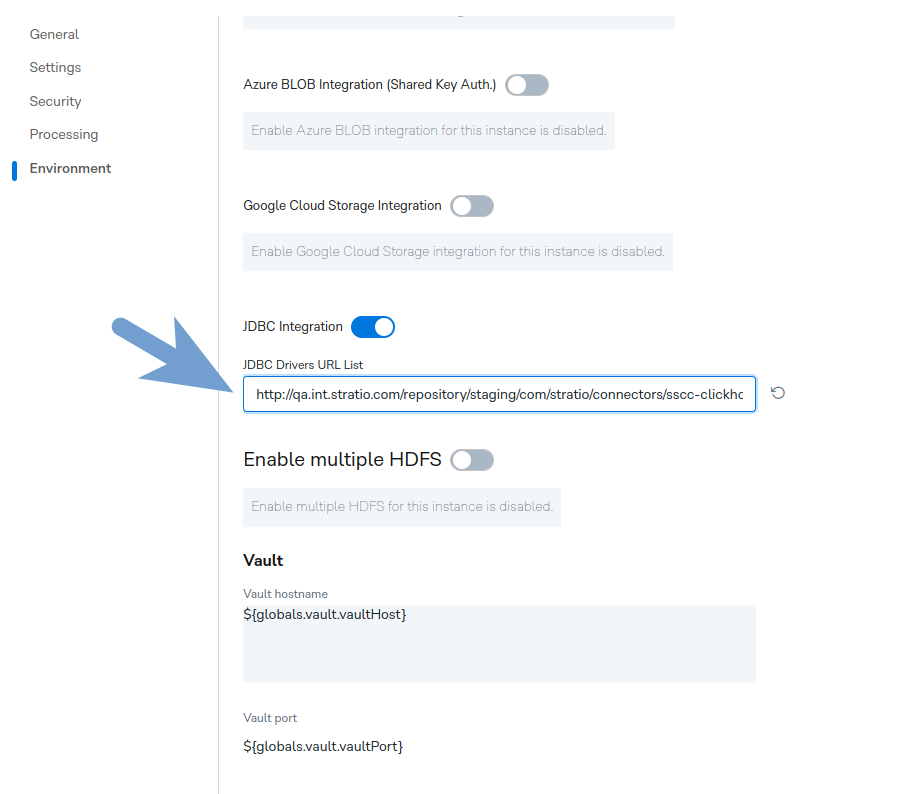 General
Settings
Security
Processing
Environment
Azure BLOB Integration (Shared Key Auth.)
Enable Azure BLOB integration for this instance is disabled.
Google Cloud Storage Integration
Enable Google Cloud Storage integration for this instance is disabled.
JDBC Integration
JDBC Drivers URL List
http://qa.int.stratio.com/repository/staging/com/stratio/connectors/sscc-clickho
Enable multiple HDFS
Enable multiple HDFS for this instance is disabled.
Vault
Vault hostname
${globals.vault.vaultHost}
Vault port
${globals.vault.vaultPort}